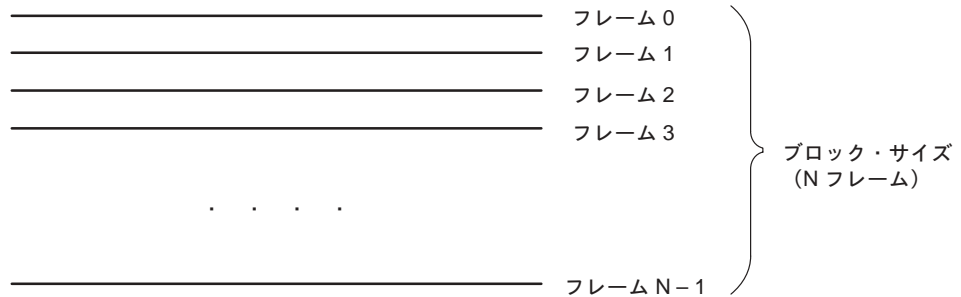 フレーム 0
フレーム 1
フレーム 2
フレーム 3
ブロック・サイズ
（N フレーム）
. . . .
フレーム N – 1